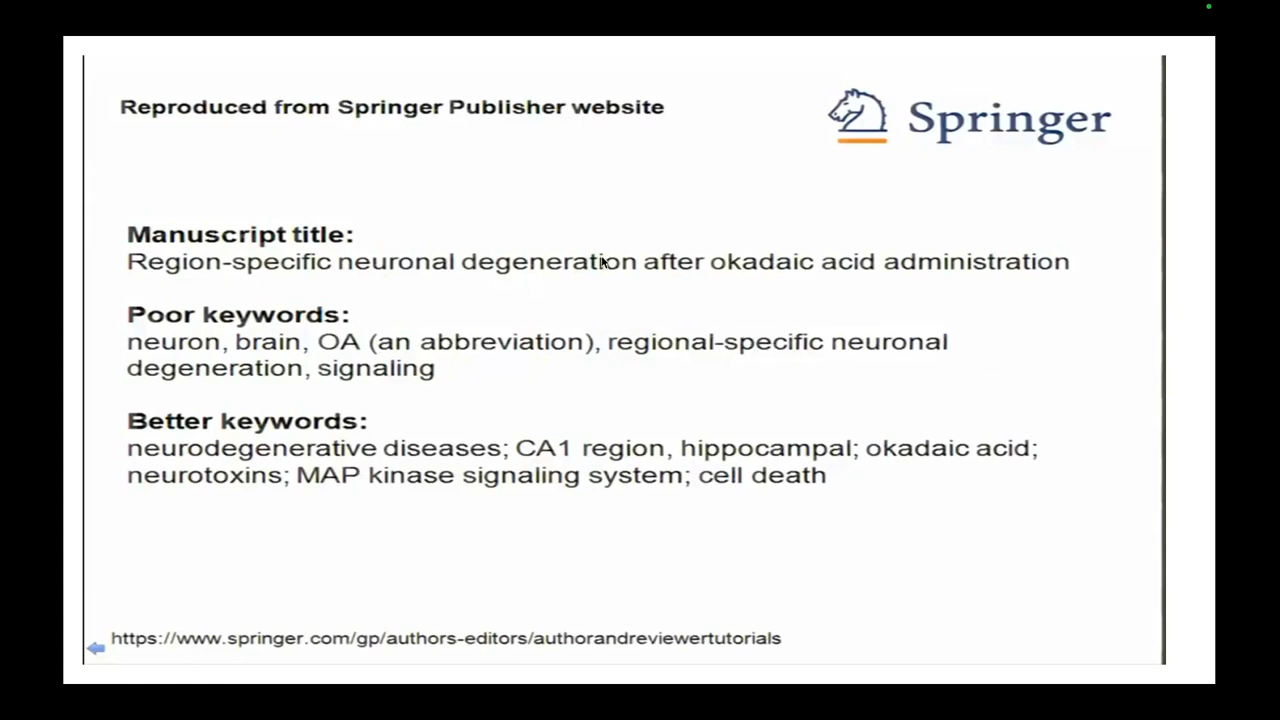 Reproduced from Springer Publisher website
Springer
Manuscript title:
Region-specific neuronal degeneration after okadaic acid administration
Poor keywords:
neuron, brain, OA (an abbreviation), regional-specific neuronal
degeneration, signaling
Better keywords:
neurodegenerative diseases; CA1 region, hippocampal; okadaic acid;
neurotoxins; MAP kinase signaling system; cell death
https://www.springer.com/gp/authors-editors/authorandreviewertutorials